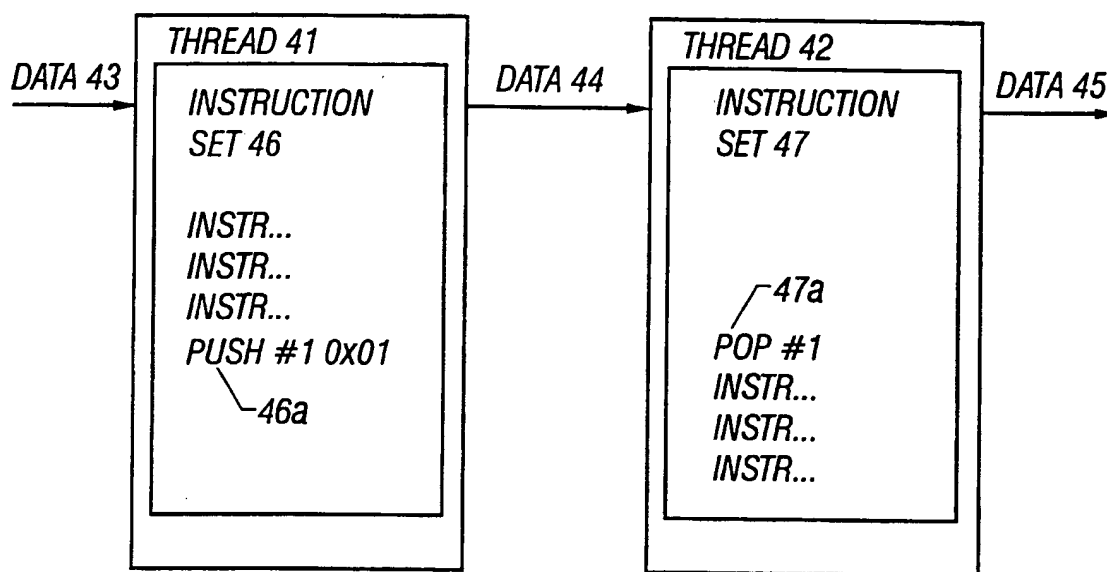 DATA 43
THREAD 41
INSTRUCTION
SET 46
INSTR...
INSTR...
INSTR...
PUSH #1 0X01
46a
DATA 44
THREAD 42
INSTRUCTION
SET 47
47a
POP #1
INSTR...
INSTR...
INSTR...
DATA 45